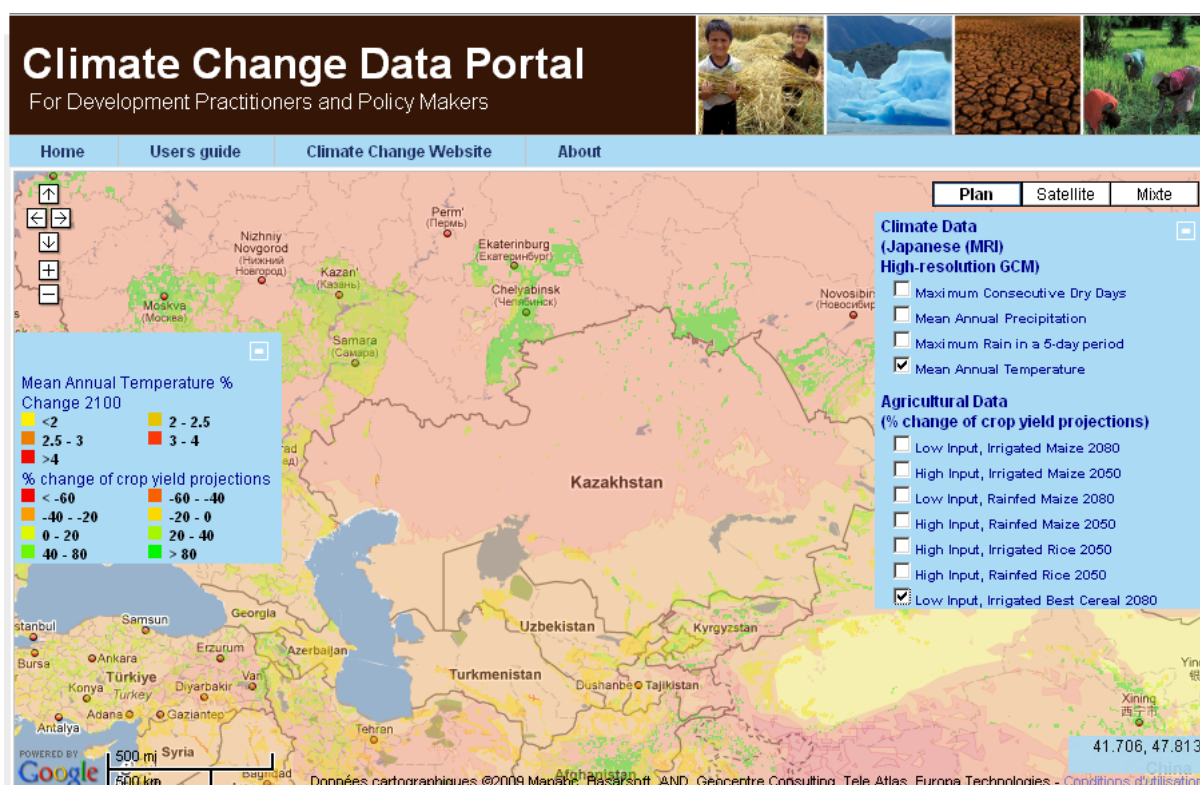 Climate Change Data Portal
For Development Practitioners and Policy Makers
Home Users guide Climate Change Website About
Plan Satellite Mixte
Climate Data
(Japanese (MRI)
High-resolution GCM)
Maximum Consecutive Dry Days
Mean Annual Precipitation
Maximum Rain in a 5-day period
Mean Annual Temperature
Agricultural Data
(% change of crop yield projections)
Low Input, Irrigated Maize 2080
High Input, Irrigated Maize 2050
Low Input, Rainfed Maize 2080
High Input, Rainfed Maize 2050
High Input, Irrigated Rice 2050
High Input, Rainfed Rice 2050
Low Input, Irrigated Best Cereal 2080
Mean Annual Temperature %
Change 2100
<2 2 - 2.5
2.5 - 3 3 - 4
>4
% change of crop yield projections
< -60 -60 - -40
-40 - -20 -20 - 0
0 - 20 20 - 40
40 - 80 > 80
Perm'
(Пермь)
Nizhniy
Novgorod
(Нижний
Новгород)
Ekaterinburg
(Екатеринбург)
Kazan'
(Казань)
Chelyabinsk
(Челябинск)
Moskva
(Москва)
Novosibir
(Новосибир
Samara
(Самара)
Kazakhstan
Georgia
Samsun
stanbul
Uzbekistan
Kyrgyzstan
Bursa
Ankara
Erzurum
Azerbaijan
Türkiye
Turkey
Konya
Diyarbakir
Van
Turkmenistan
Dushanbe
Tajikistan
Adana
Gaziantep
Antalya
Tehran
Xining
西宁市
Syria
Baghdad
Afghanistan
China
41.706, 47.813
POWERED BY
Google
500 mi
500 km
Données cartographiques ©2009 Mapabc, Basarsoft, AND, Geocentre Consulting, Tele Atlas, Europa Technologies - Conditions d'utilisation